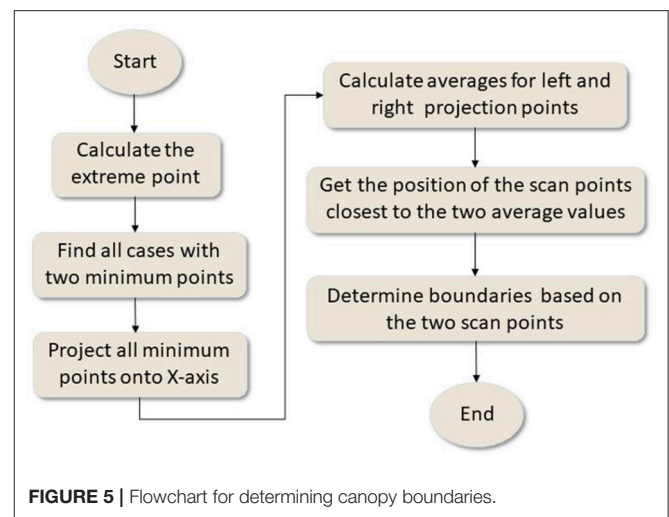 Start
Calculate the
extreme point
Find all cases with
two minimum points
Project all minimum
points onto X-axis
Calculate averages for left and
right projection points
Get the position of the scan points
closest to the two average values
Determine boundaries based on
the two scan points
End
FIGURE 5 | Flowchart for determining canopy boundaries.